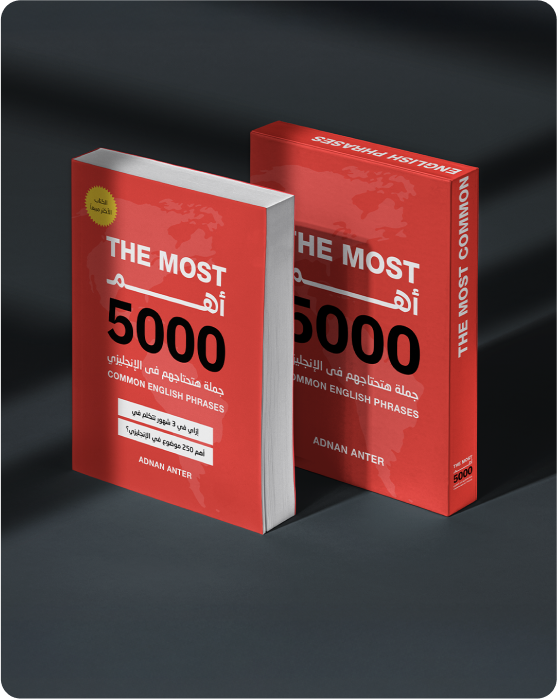 الكتاب
الأكثر مبيعا
THE MOST
أهـــم
5000
جملة هتحتاجهم في الإنجليزي
COMMON ENGLISH PHRASES
إزاي في 3 شهور تتكلم في
أهم 250 موضوع في الإنجليزي؟
ADNAN ANTER
ENGLISH PHRASES
THE MOST
أهـــم
5000
جملة هتحتاجهم في الإنجليزي
COMMON ENGLISH PHRASES
ADNAN ANTER
THE MOST COMMON
THE MOST
5000